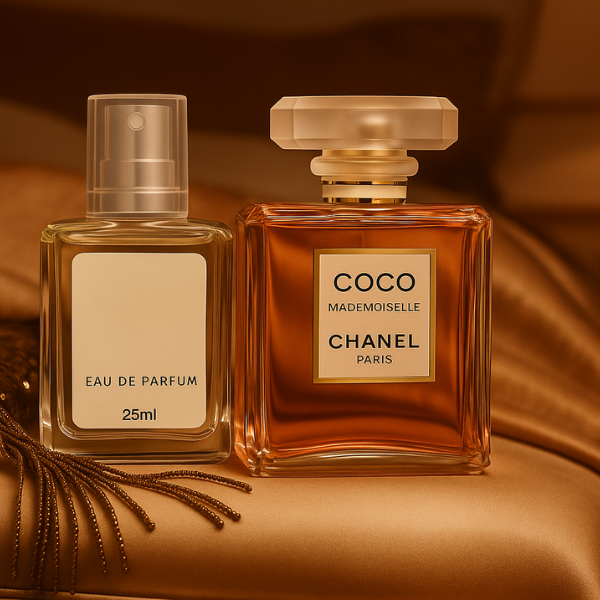 EAU DE PARFUM
25ml
COCO
MADEMOISELLE
CHANEL
PARIS